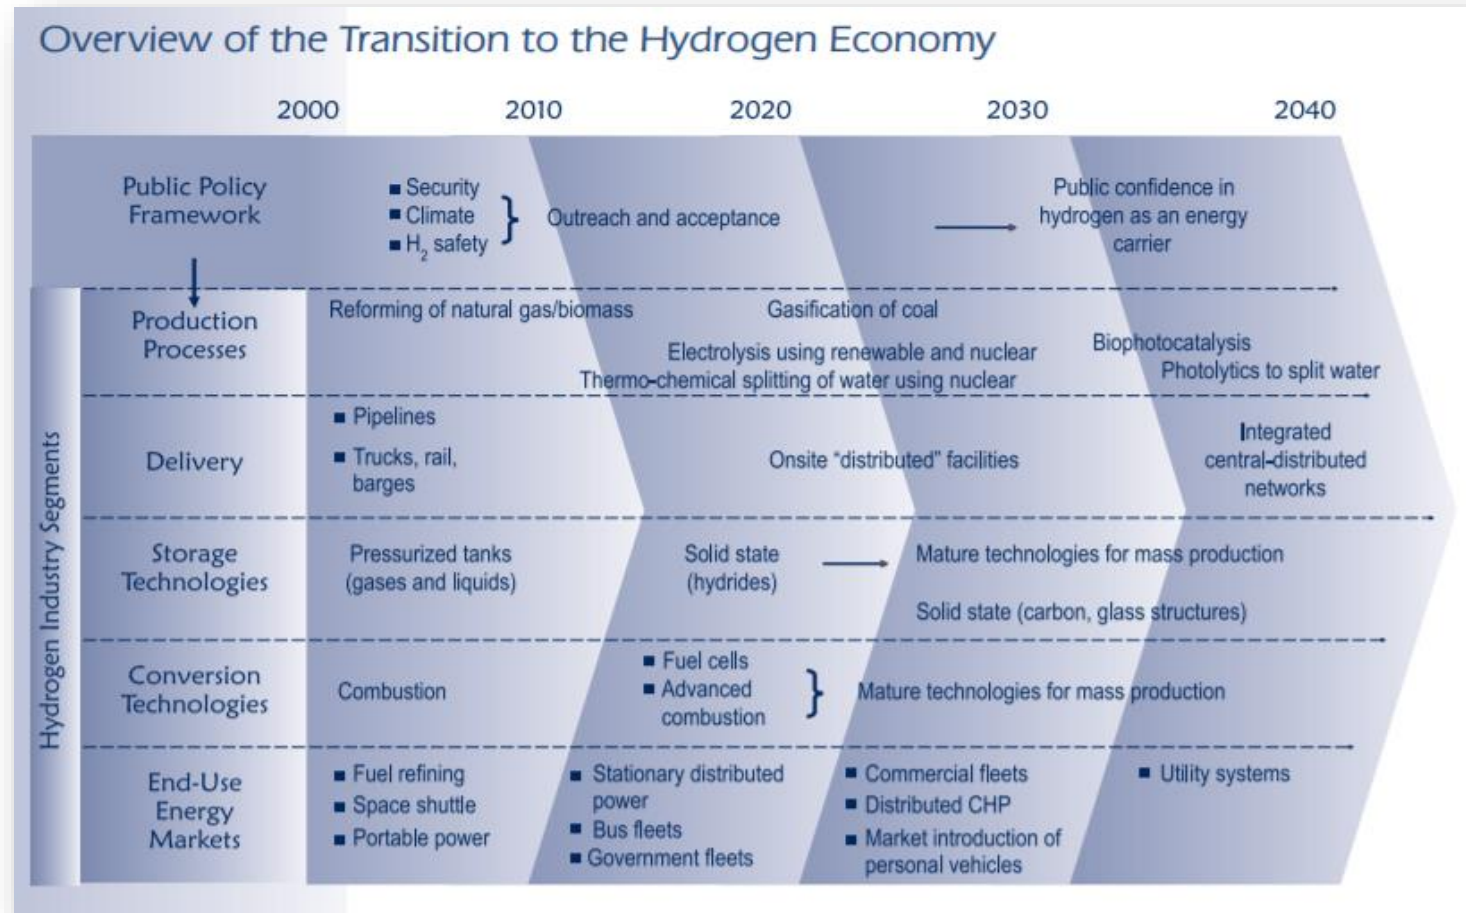 Overview of the Transition to the Hydrogen Economy
2000 2010 2020 2030 2040
Public Policy
Framework
■ Security
■ Climate
■ H₂ safety
}
Outreach and acceptance
Public confidence in
hydrogen as an energy
carrier
Hydrogen Industry Segments
Production
Processes
Reforming of natural gas/biomass
Gasification of coal
Electrolysis using renewable and nuclear
Thermo-chemical splitting of water using nuclear
Biophotocatalysis
Photolytics to split water
Delivery
■ Pipelines
■ Trucks, rail,
barges
Onsite “distributed” facilities
Integrated
central-distributed
networks
Storage
Technologies
Pressurized tanks
(gases and liquids)
Solid state
(hydrides)
Mature technologies for mass production
Solid state (carbon, glass structures)
Conversion
Technologies
Combustion
■ Fuel cells
■ Advanced
combustion
}
Mature technologies for mass production
End-Use
Energy
Markets
■ Fuel refining
■ Space shuttle
■ Portable power
■ Stationary distributed
power
■ Bus fleets
■ Government fleets
■ Commercial fleets
■ Distributed CHP
■ Market introduction of
personal vehicles
■ Utility systems